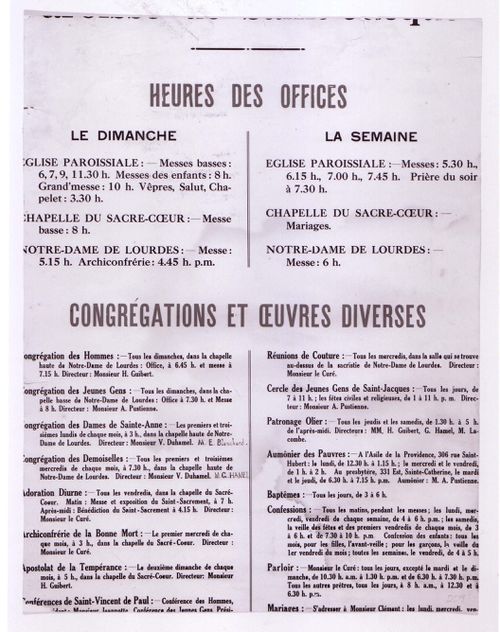 HEURES DES OFFICES
LE DIMANCHE
EGLISE PAROISSIALE : — Messes basses :
6, 7, 9, 11.30 h. Messes des enfants : 8 h.
Grand'messe : 10 h. Vêpres, Salut, Cha-
pelet : 3.30 h.
CHAPELLE DU SACRE-CŒUR : — Messe
basse : 8 h.
NOTRE-DAME DE LOURDES : — Messe :
5.15 h. Archiconfrérie : 4.45 h. p.m.
LA SEMAINE
EGLISE PAROISSIALE : — Messes : 5.30 h.,
6.15 h., 7.00 h., 7.45 h. Prière du soir
à 7.30 h.
CHAPELLE DU SACRE-CŒUR : —
Mariages.
NOTRE-DAME DE LOURDES : —
Messe : 6 h.
CONGRÉGATIONS ET ŒUVRES DIVERSES
Congrégation des Hommes : — Tous les dimanches, dans la chapelle
haute de Notre-Dame de Lourdes : Office, à 6.45 h. et messe à
7.15 h. Directeur : Monsieur H. Guibert.
Congrégation des Jeunes Gens : — Tous les dimanches, dans la cha-
pelle basse de Notre-Dame de Lourdes : Office à 7.30 h. et Messe
à 8 h. Directeur : Monsieur A. Pustienne.
Congrégation des Dames de Sainte-Anne : — Les premiers et troi-
sièmes lundis de chaque mois, à 3 h., dans la chapelle haute de Notre-
Dame de Lourdes. Directeur : Monsieur V. Duhamel. M. E. Blanchard.
Congrégation des Demoiselles : — Tous les premiers et troisièmes
mercredis de chaque mois, à 7.30 h., dans la chapelle haute de
Notre-Dame de Lourdes. Directeur : Monsieur V. Duhamel. M. G. HAMEL
Adoration Diurne : — Tous les vendredis, dans la chapelle du Sacré-
Coeur. Matin : Messe et exposition du Saint-Sacrement, à 7 h.
Après-midi : Bénédiction du Saint-Sacrement à 4.15 h. Directeur :
Monsieur le Curé.
Archiconfrérie de la Bonne Mort : — Le premier mercredi de cha-
que mois, à 3 h., dans la chapelle du Sacré-Coeur. Directeur :
Monsieur le Curé.
Apostolat de la Tempérance : — Le deuxième dimanche de chaque
mois, à 5 h., dans la chapelle du Sacré-Coeur. Directeur: Monsieur
H. Guibert.
Conférences de Saint-Vincent de Paul : — Conférence des Hommes,
Réunions de Couture : — Tous les mercredis, dans la salle qui se trouve
au-dessus de la sacristie de Notre-Dame de Lourdes. Directeur :
Monsieur le Curé.
Cercle des Jeunes Gens de Saint-Jacques : — Tous les jours, de
7 à 11 h ; les fêtes civiles et religieuses, de 1 à 11 h. p. m. Direc-
teur : Monsieur A. Pustienne.
Patronage Olier : — Tous les jeudis et les samedis, de 1.30 h. à 5 h.
de l'après-midi. Directeurs : MM. H. Guibert, G. Hamel, M. La-
combe.
Aumônier des Pauvres : — A l'Asile de la Providence, 306 rue Saint-
Hubert : le lundi, de 12.30 h. à 1.15 h. ; le mercredi et le vendredi,
de 1 h. à 2 h. Au presbytère, 331 Est, Sainte-Catherine, le mardi
et le jeudi, de 6.30 h. à 7.15 h. p.m. Aumônier : M. A. Pustienne.
Baptêmes : — Tous les jours, de 3 à 6 h.
Confessions : — Tous les matins, pendant les messes ; les lundi, mer-
credi, vendredi de chaque semaine, de 4 à 6 h. p.m. ; les samedis,
la veille des fêtes et des premiers vendredis de chaque mois, de 3
à 6 h. et de 7.30 à 10 h. p.m Confession des enfants : tous les
mois, pour les filles, l'avant-veille ; pour les garçons, la veille du
1er vendredi du mois ; toutes les semaines, le vendredi, de 4 à 5 h.
Parloir : — Monsieur le Curé : tous les jours, excepté le mardi et le di-
manche, de 10.30 h. a.m. à 1.30 h. p.m. et de 6.30 h. à 7.30 h. p.m.
Tous les autres prêtres, tous les jours, à 8 h. a.m., à 12.30 et à
6.30 h. p.m.
Mariages : — S'adresser à Monsieur Clément : les lundi, mercredi, ven-